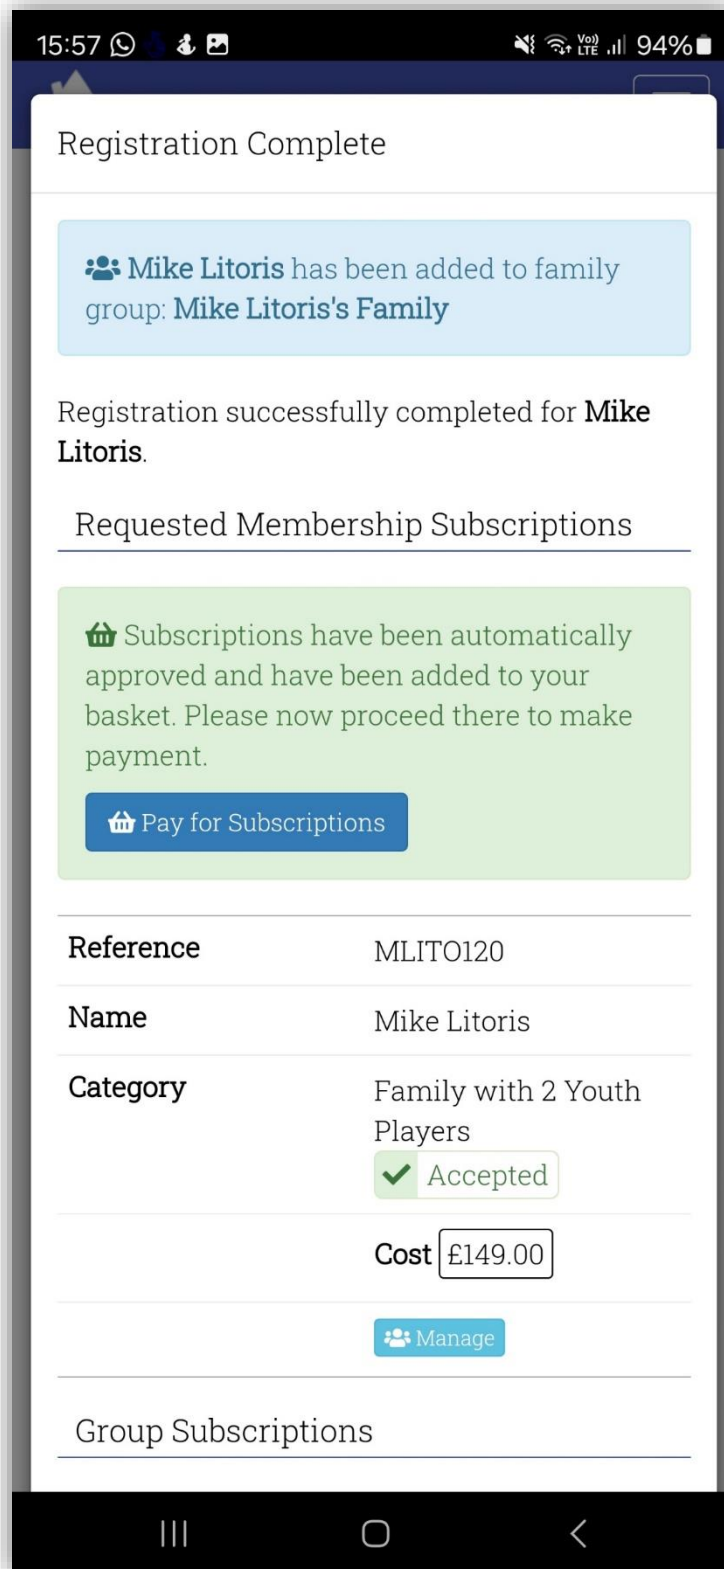 15:57 Vo)) LTE 94%
Registration Complete
Mike Litoris has been added to family
group: Mike Litoris's Family
Registration successfully completed for Mike
Litoris.
Requested Membership Subscriptions
Subscriptions have been automatically
approved and have been added to your
basket. Please now proceed there to make
payment.
Pay for Subscriptions
Reference MLITO120
Name Mike Litoris
Category Family with 2 Youth
Players
Accepted
Cost £149.00
Manage
Group Subscriptions